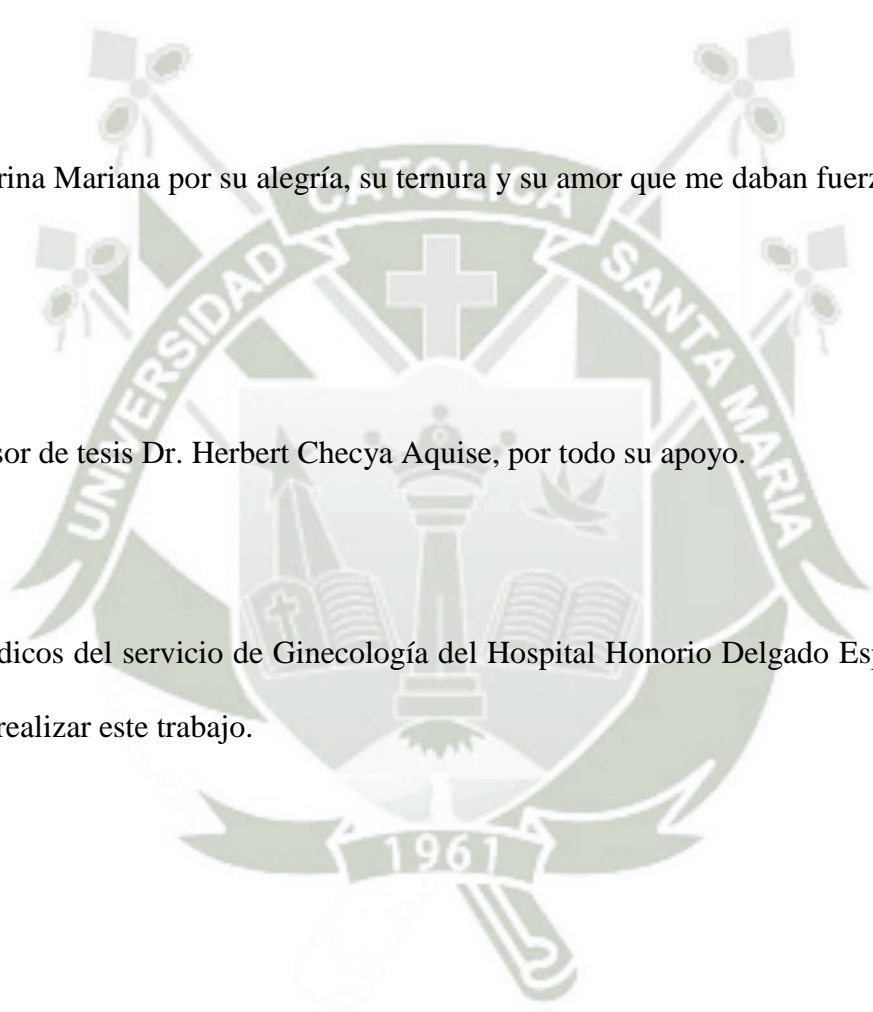 rina Mariana por su alegría, su ternura y su amor que me daban fuerz
sor de tesis Dr. Herbert Checya Aquise, por todo su apoyo.
dicos del servicio de Ginecología del Hospital Honorio Delgado Esp
realizar este trabajo.
UNIVERSIDAD CATOLICA SANTA MARIA
1961